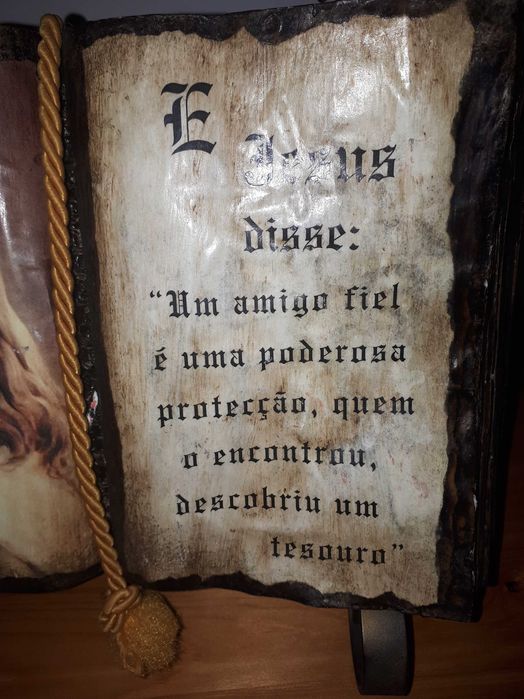 E
Jesus
disse:
“Um amigo fiel
é uma poderosa
protecção, quem
o encontrou,
descobriu um
tesouro”